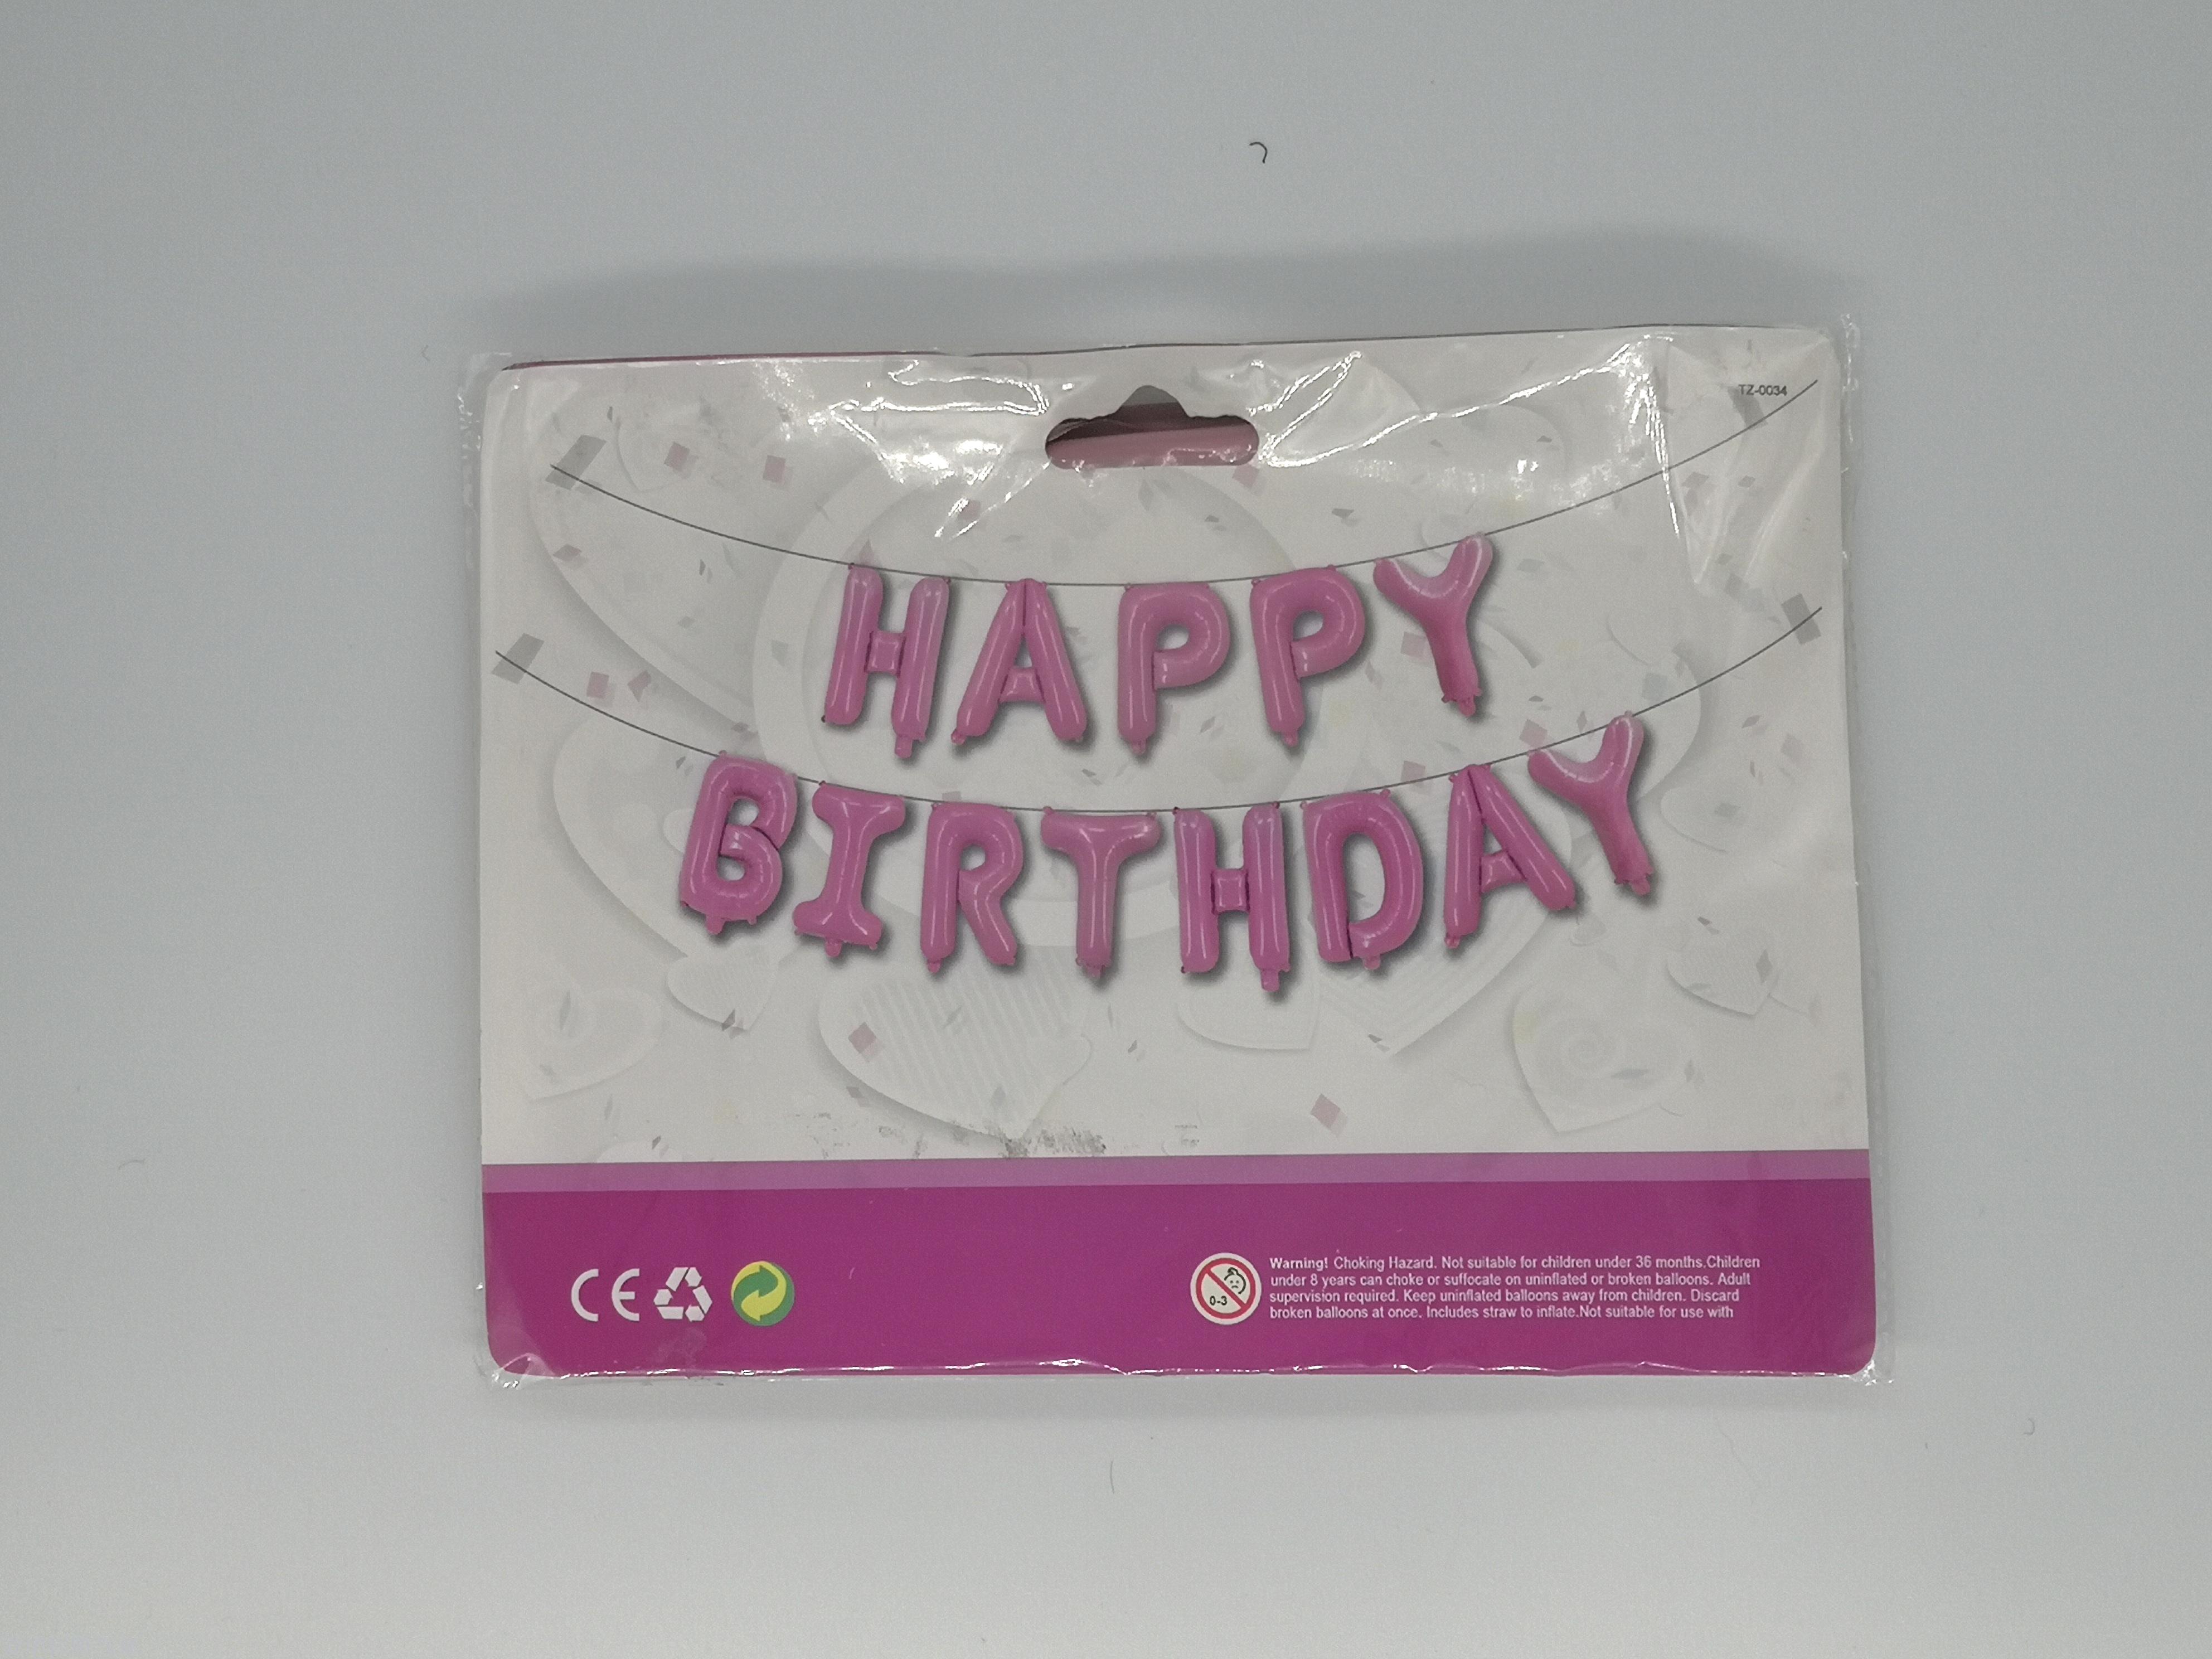 TZ-0034
HAPPY
BIRTHDAY
CE
0-3
Warning! Choking Hazard. Not suitable for children under 36 months.Children
under 8 years can choke or suffocate on uninflated or broken balloons. Adult
supervision required. Keep uninflated balloons away from children. Discard
broken balloons at once. Includes straw to inflate.Not suitable for use with